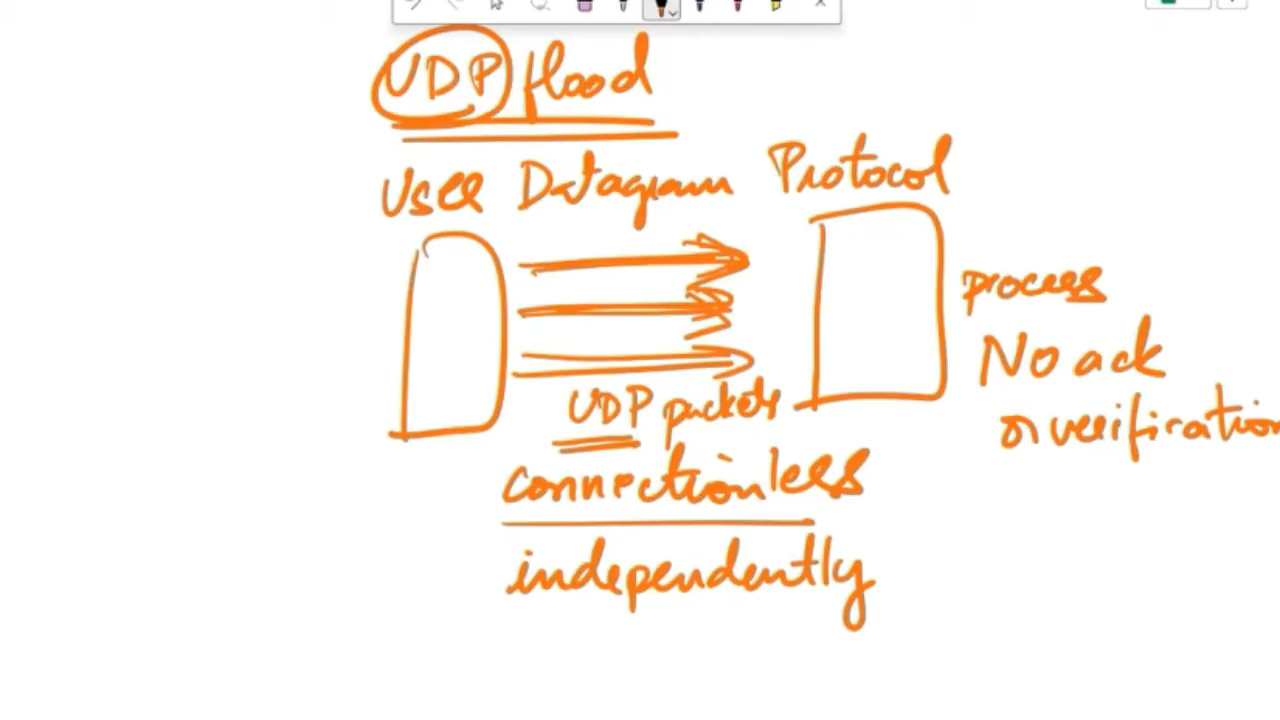 UDP flood
User Datagram Protocol
process
No ack
or verification
UDP packets
connectionless
independently